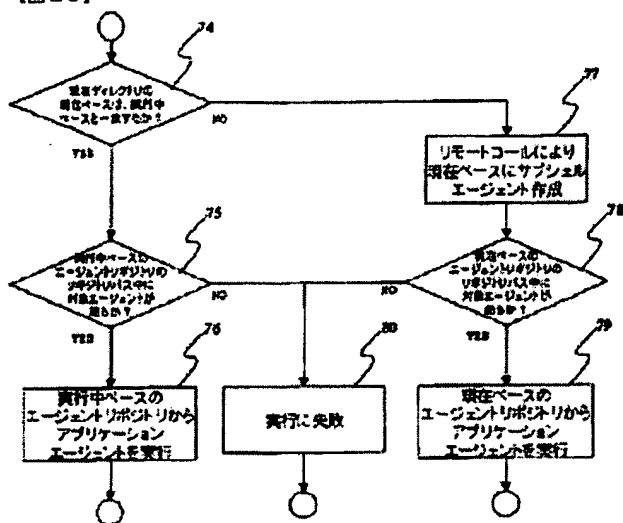 74
現在ディレクトリの
現在ベースは、実行中
ベースと一致するか?
NO
YES
77
リモートコールにより
現在ベースにサブシェル
エージェント作成
75
実行中ベースの
エージェントリポジトリの
リポジトリパス中に
対象エージェントが
あるか?
NO
YES
78
現在ベースの
エージェントリポジトリの
リポジトリパス中に
対象エージェントが
あるか?
NO
YES
76
実行中ベースの
エージェントリポジトリから
アプリケーション
エージェントを実行
80
実行に失敗
79
現在ベースの
エージェントリポジトリから
アプリケーション
エージェントを実行